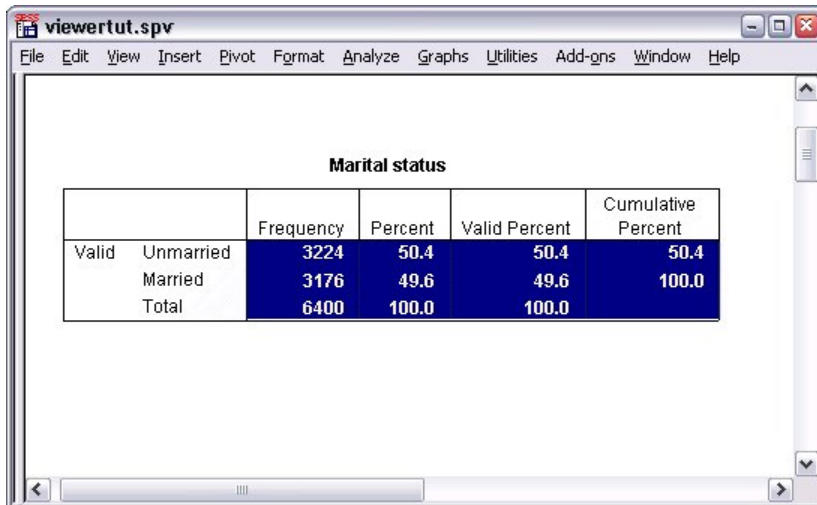 viewertut.spv
File Edit View Insert Pivot Format Analyze Graphs Utilities Add-ons Window Help
Marital status
Frequency Percent Valid Percent Cumulative Percent
Valid Unmarried 3224 50.4 50.4 50.4
Married 3176 49.6 49.6 100.0
Total 6400 100.0 100.0